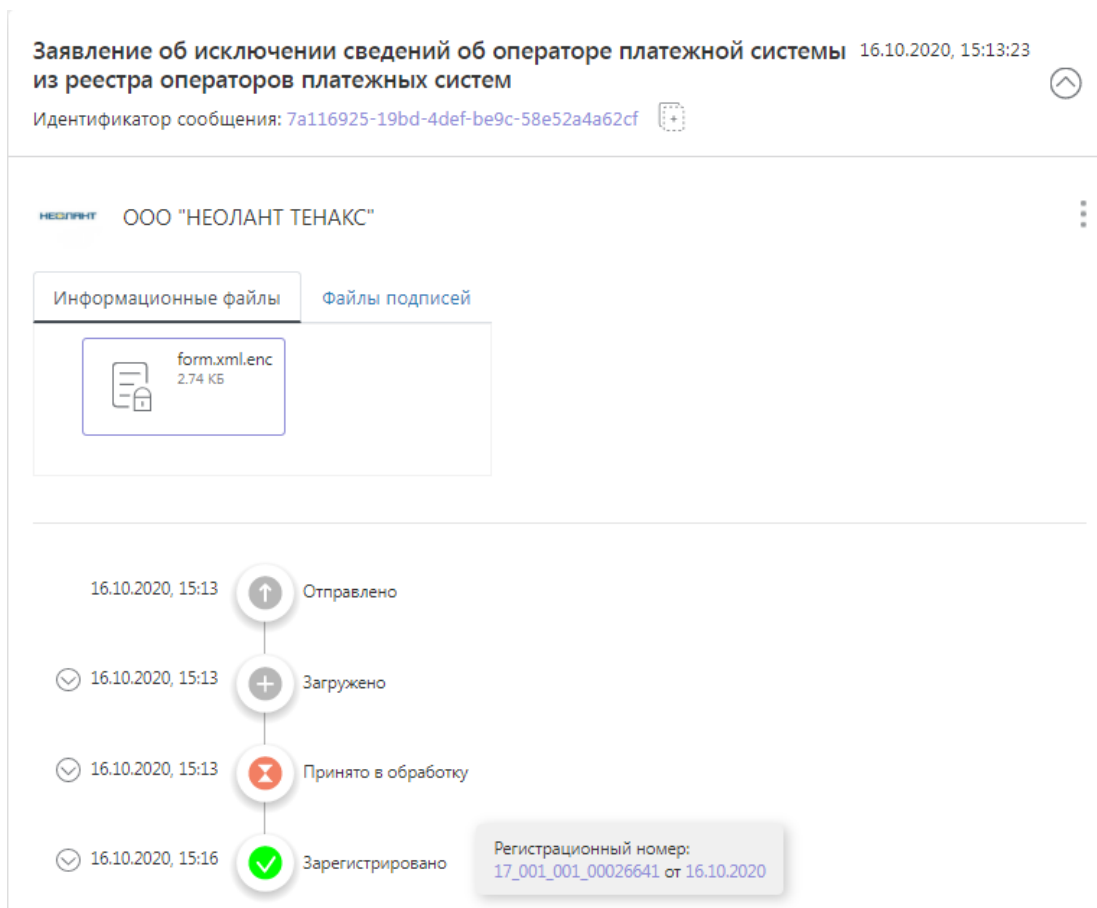 Заявление об исключении сведений об операторе платежной системы 16.10.2020, 15:13:23
из реестра операторов платежных систем
Идентификатор сообщения: 7a116925-19bd-4def-be9c-58e52a4a62cf
НЕОЛАНТ ООО "НЕОЛАНТ ТЕНАКС"
Информационные файлы Файлы подписей
form.xml.enc
2.74 КБ
16.10.2020, 15:13 Отправлено
16.10.2020, 15:13 Загружено
16.10.2020, 15:13 Принято в обработку
16.10.2020, 15:16 Зарегистрировано
Регистрационный номер:
17_001_001_00026641 от 16.10.2020